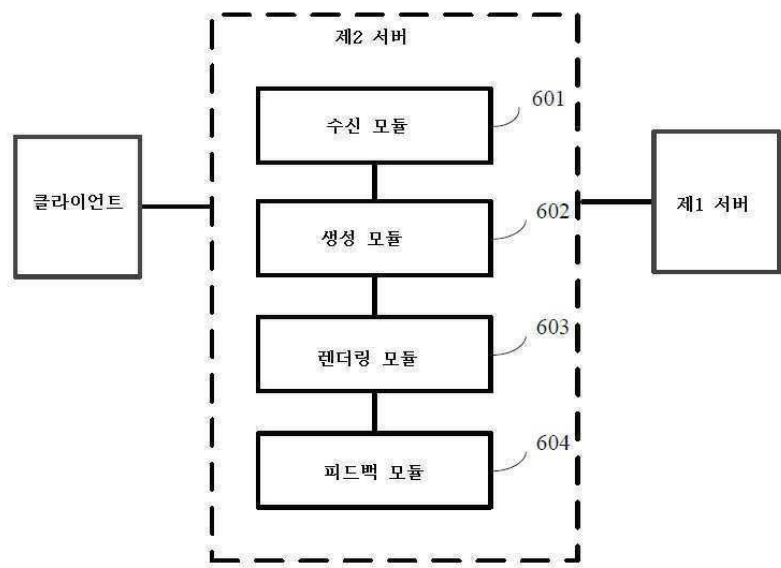 제2 서버
수신 모듈
601
클라이언트
생성 모듈
602
제1 서버
렌더링 모듈
603
피드백 모듈
604